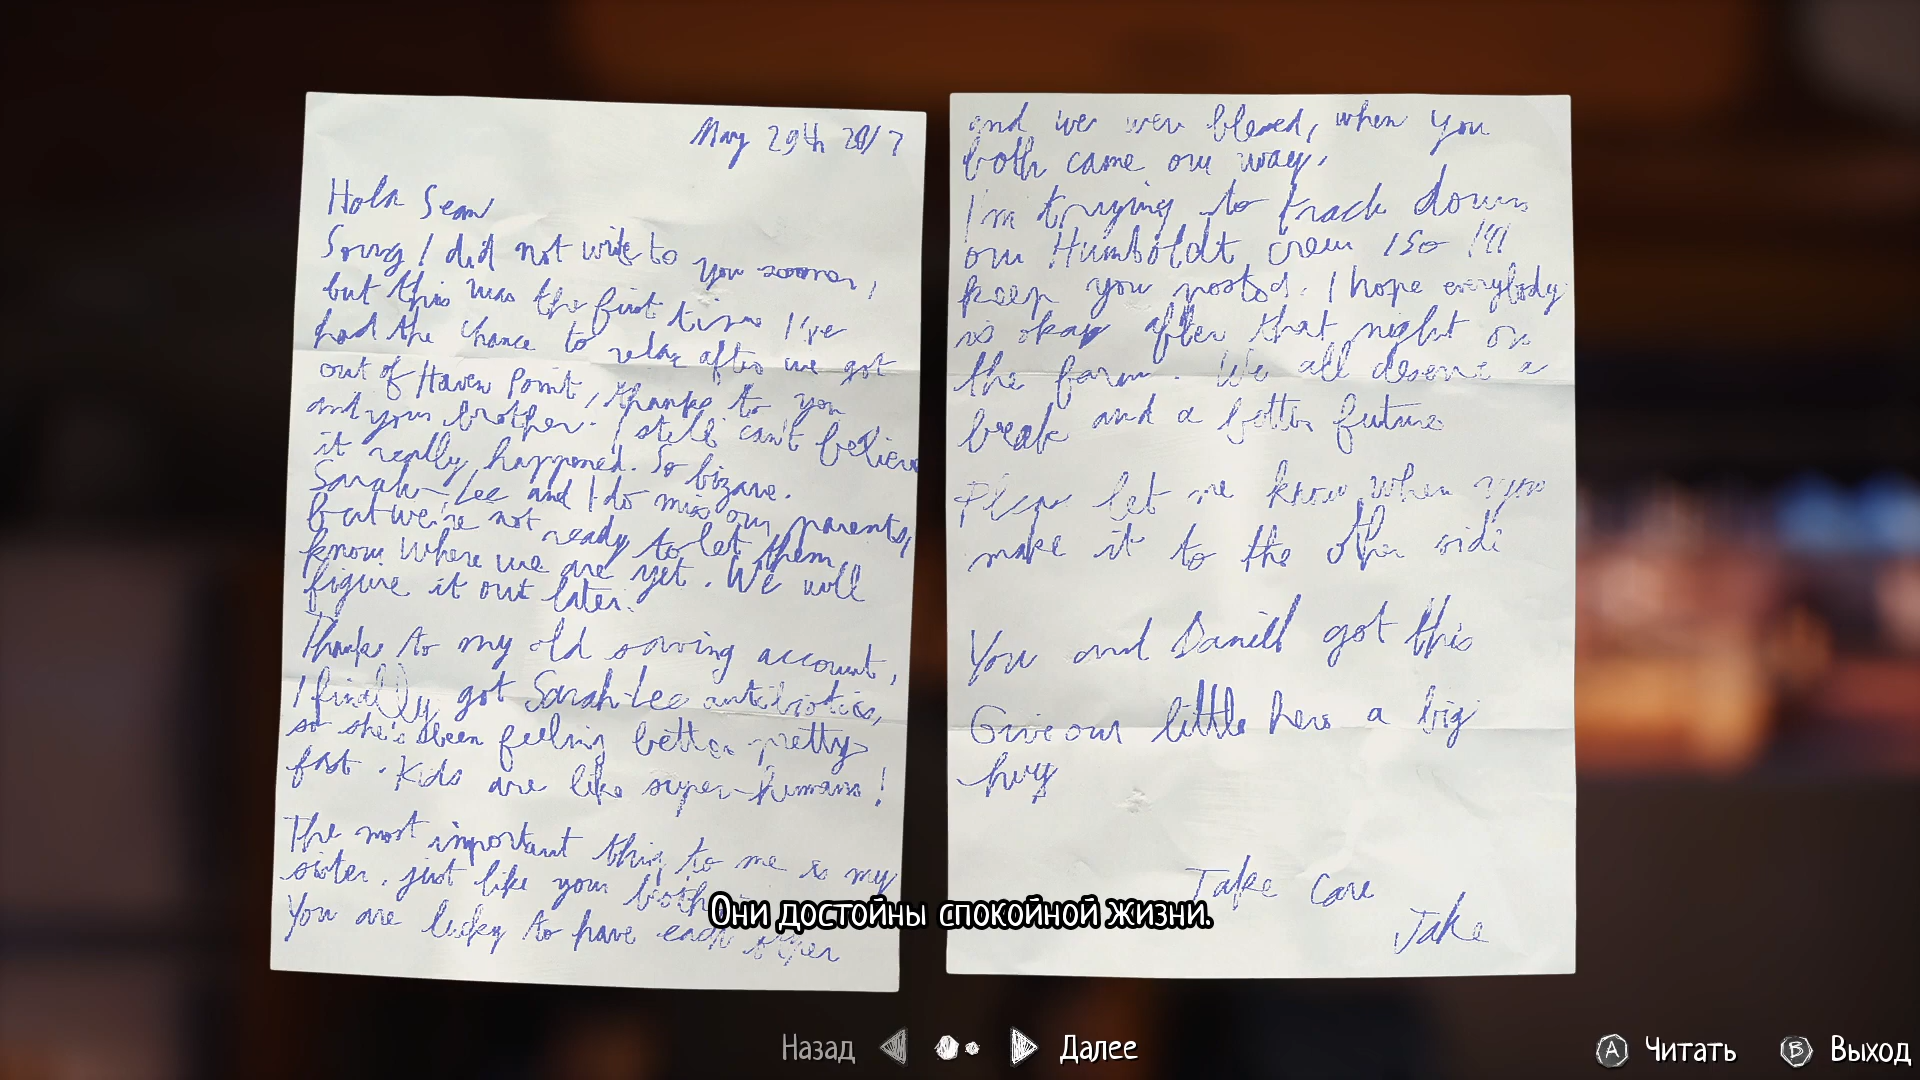 May 29th 2017
Hola Sean
Sorry I did not write to you sooner,
but this was the first time I've
had the chance to relax after we got
out of Haven Point, thanks to you
and your brother. I still can't believe
it really happened. So bizare.
Sarah-Lee and I do miss our parents,
but we're not ready to let them
know where we are yet. We will
figure it out later.
Thanks to my old saving account,
I finally got Sarah-Lee antibiotics,
so she's been feeling better pretty
fast. Kids are like super-humans!
The most important thing to me is my
sister, just like your
You are lucky to have each other
and we were blessed, when you
both came our way.
I'm trying to track down
our Humboldt crew so I'll
keep you posted. I hope everybody
is okay after that night on
the farm. We all deserve a
break and a better future
Please let me know when you
make it to the other side
You and Daniel got this
Give our little hero a big
hug
Take Care
Jake
Они достойны спокойной жизни.
Назад Далее
A Читать B Выход